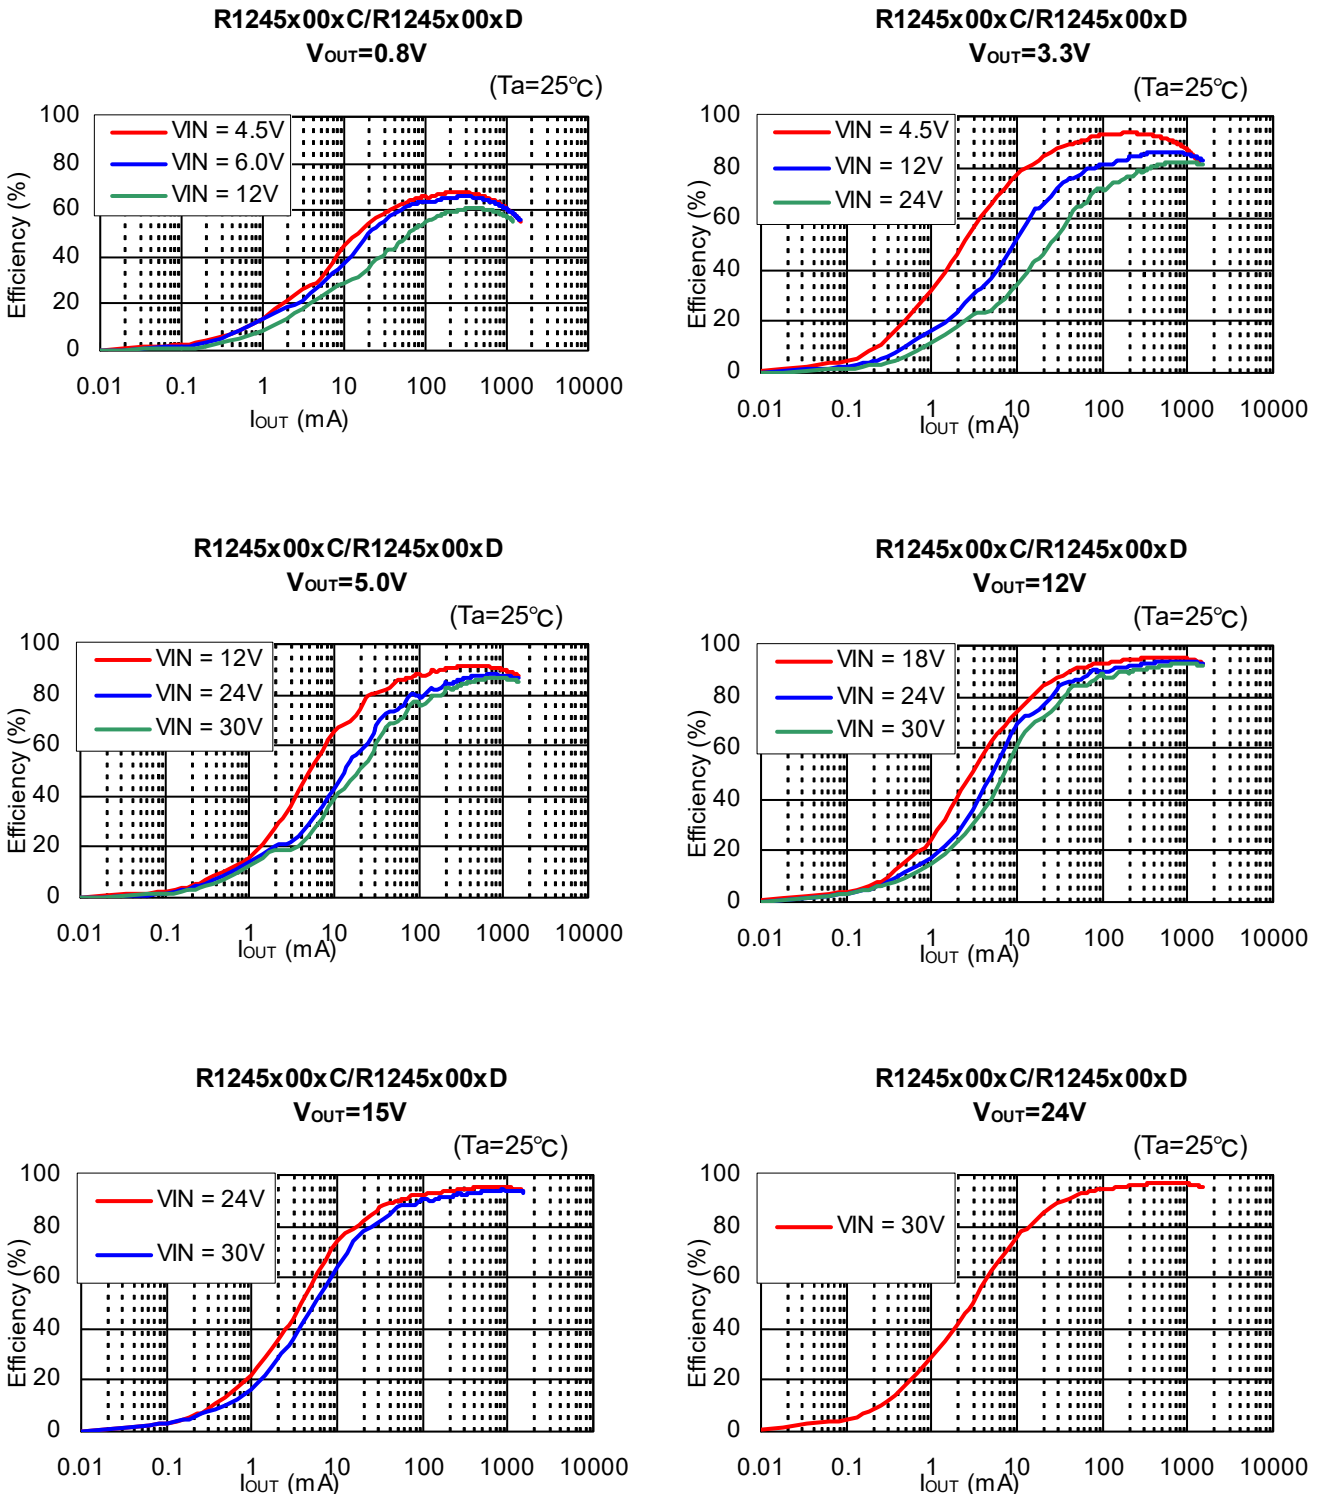 R1245x00xC/R1245x00xD
VOUT=0.8V
(Ta=25℃)
100
80
60
40
20
0
Efficiency (%)
VIN = 4.5V
VIN = 6.0V
VIN = 12V
0.01 0.1 1 10 100 1000 10000
IOUT (mA)
R1245x00xC/R1245x00xD
VOUT=3.3V
(Ta=25℃)
100
80
60
40
20
0
Efficiency (%)
VIN = 4.5V
VIN = 12V
VIN = 24V
0.01 0.1 1 10 100 1000 10000
IOUT (mA)
R1245x00xC/R1245x00xD
VOUT=5.0V
(Ta=25℃)
100
80
60
40
20
0
Efficiency (%)
VIN = 12V
VIN = 24V
VIN = 30V
0.01 0.1 1 10 100 1000 10000
IOUT (mA)
R1245x00xC/R1245x00xD
VOUT=12V
(Ta=25℃)
100
80
60
40
20
0
Efficiency (%)
VIN = 18V
VIN = 24V
VIN = 30V
0.01 0.1 1 10 100 1000 10000
IOUT (mA)
R1245x00xC/R1245x00xD
VOUT=15V
(Ta=25℃)
100
80
60
40
20
0
Efficiency (%)
VIN = 24V
VIN = 30V
0.01 0.1 1 10 100 1000 10000
IOUT (mA)
R1245x00xC/R1245x00xD
VOUT=24V
(Ta=25℃)
100
80
60
40
20
0
Efficiency (%)
VIN = 30V
0.01 0.1 1 10 100 1000 10000
IOUT (mA)